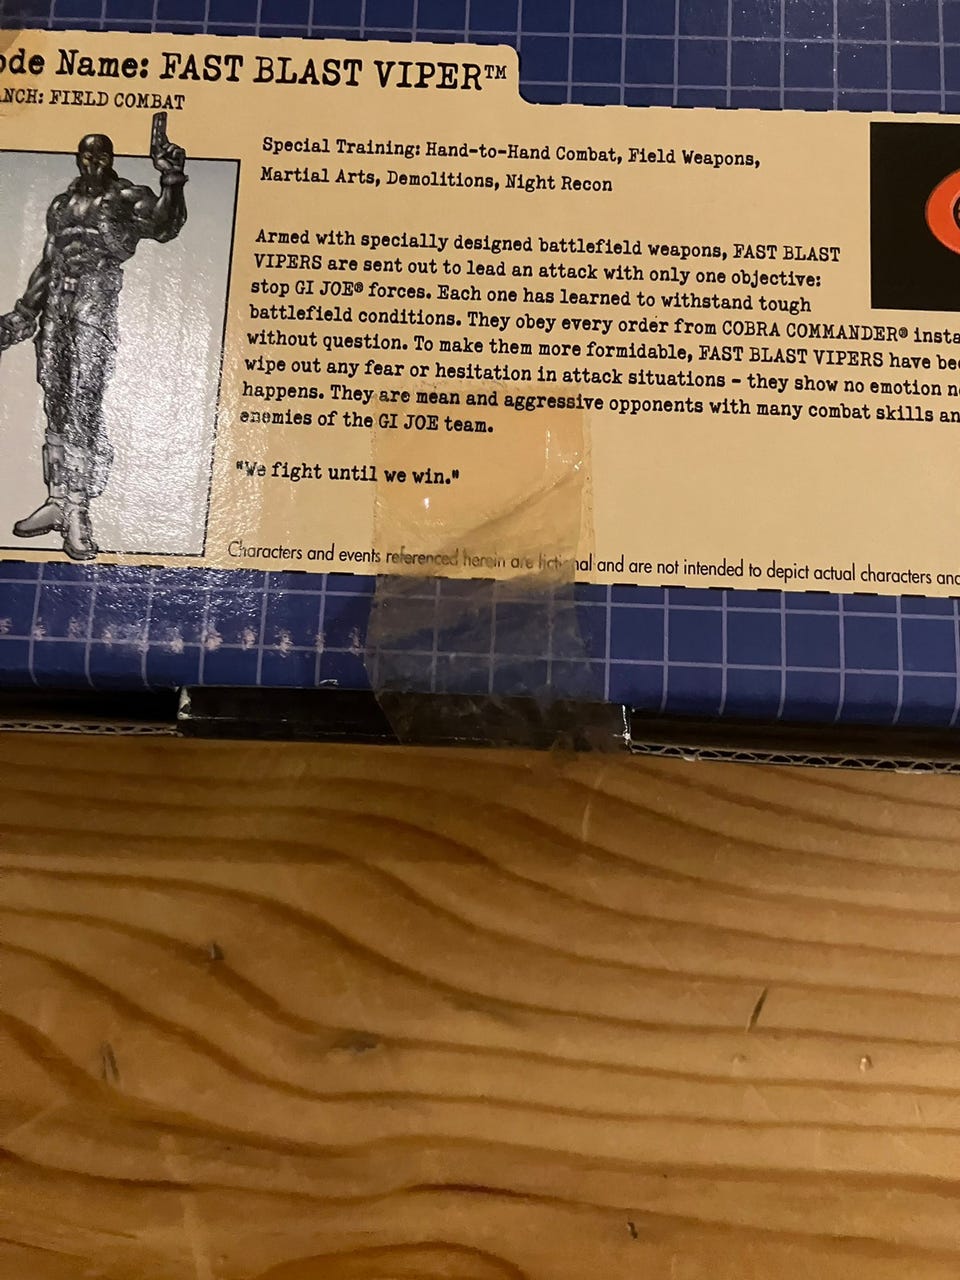 ode Name: FAST BLAST VIPER™
NCH: FIELD COMBAT
Special Training: Hand-to-Hand Combat, Field Weapons,
Martial Arts, Demolitions, Night Recon
Armed with specially designed battlefield weapons, FAST BLAST
VIPERS are sent out to lead an attack with only one objective:
stop GI JOE® forces. Each one has learned to withstand tough
battlefield conditions. They obey every order from COBRA COMMANDER® insta
without question. To make them more formidable, FAST BLAST VIPERS have bee
wipe out any fear or hesitation in attack situations - they show no emotion n
happens. They are mean and aggressive opponents with many combat skills an
enemies of the GI JOE team.
"We fight until we win."
Characters and events referenced herein are fictional and are not intended to depict actual characters and